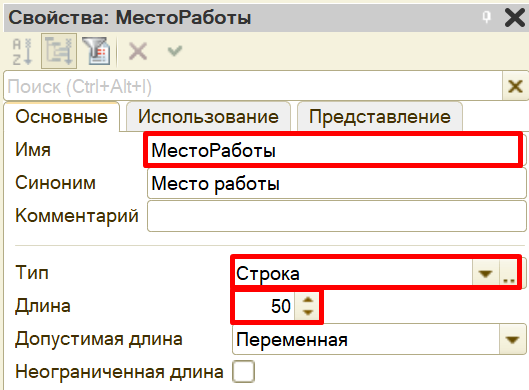 Свойства: МестоРаботы
Поиск (Ctrl+Alt+I)
Основные Использование Представление
Имя МестоРаботы
Синоним Место работы
Комментарий
Тип Строка
Длина 50
Допустимая длина Переменная
Неограниченная длина